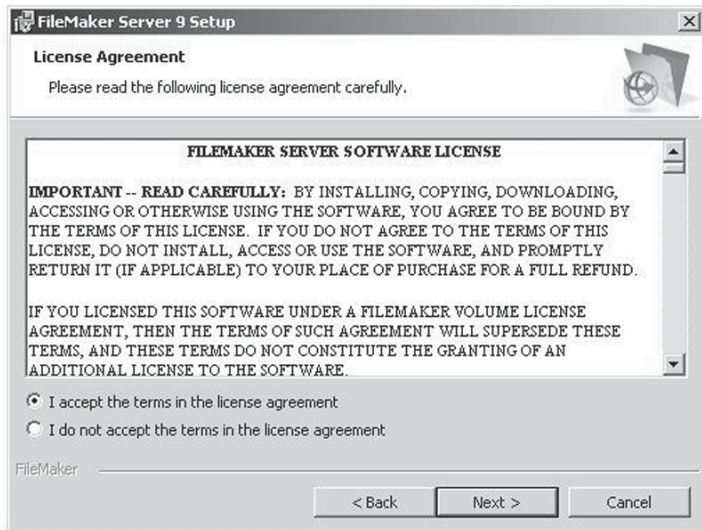 FileMaker Server 9 Setup
License Agreement
Please read the following license agreement carefully.
FILEMAKER SERVER SOFTWARE LICENSE
IMPORTANT -- READ CAREFULLY: BY INSTALLING, COPYING, DOWNLOADING,
ACCESSING OR OTHERWISE USING THE SOFTWARE, YOU AGREE TO BE BOUND BY
THE TERMS OF THIS LICENSE. IF YOU DO NOT AGREE TO THE TERMS OF THIS
LICENSE, DO NOT INSTALL, ACCESS OR USE THE SOFTWARE, AND PROMPTLY
RETURN IT (IF APPLICABLE) TO YOUR PLACE OF PURCHASE FOR A FULL REFUND.
IF YOU LICENSED THIS SOFTWARE UNDER A FILEMAKER VOLUME LICENSE
AGREEMENT, THEN THE TERMS OF SUCH AGREEMENT WILL SUPERSEDE THESE
TERMS, AND THESE TERMS DO NOT CONSTITUTE THE GRANTING OF AN
ADDITIONAL LICENSE TO THE SOFTWARE.
I accept the terms in the license agreement
I do not accept the terms in the license agreement
FileMaker
< Back Next > Cancel